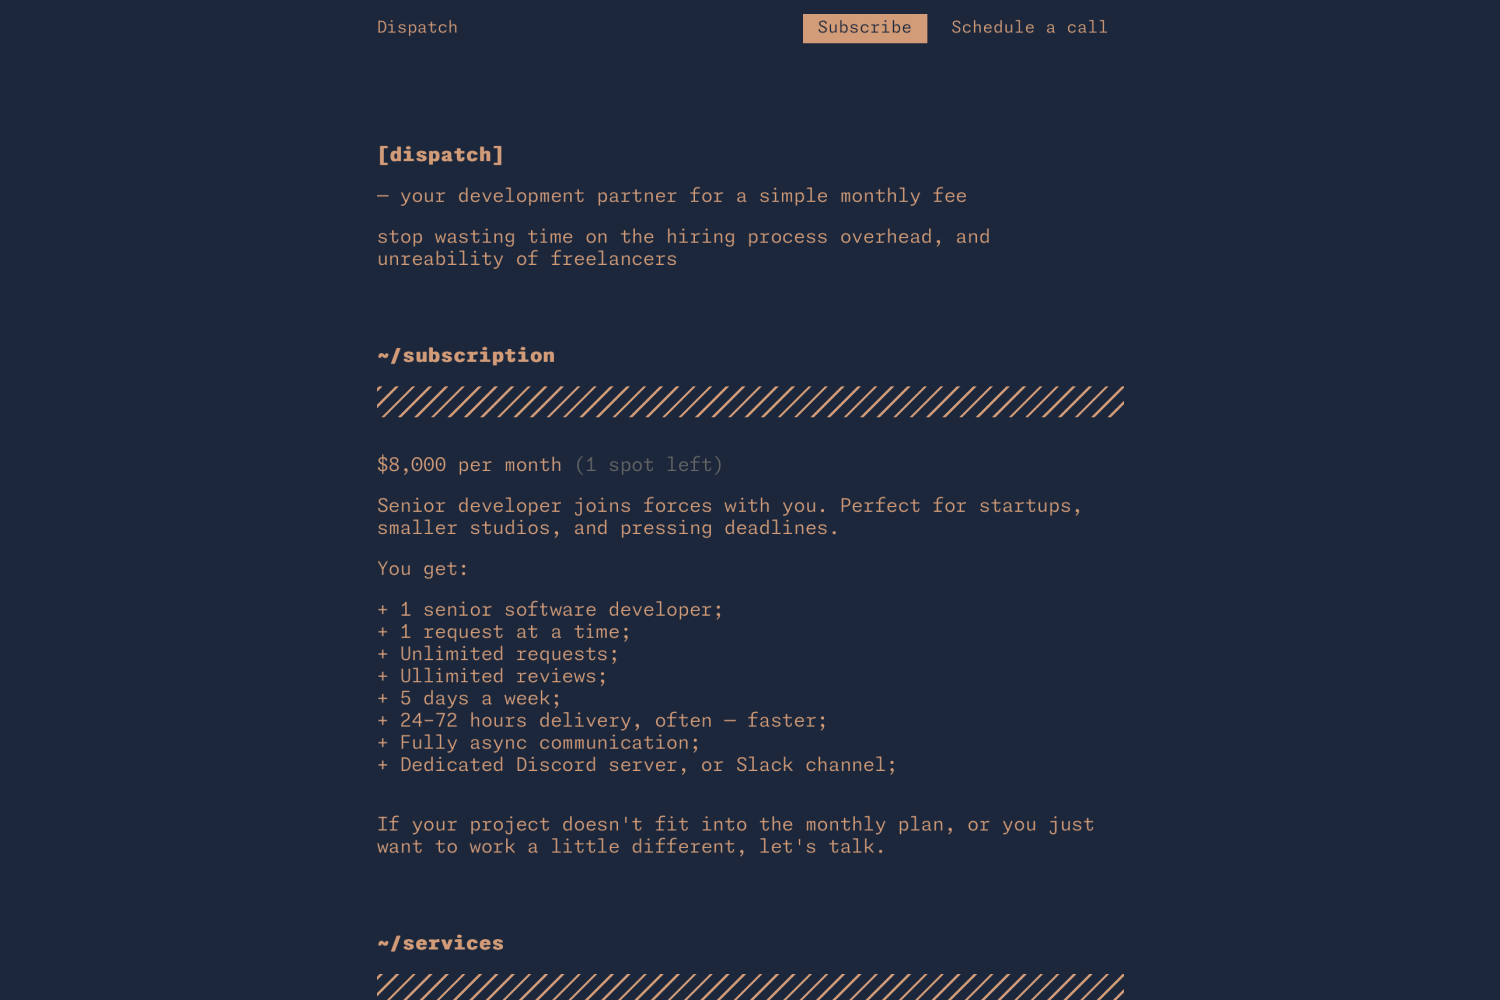 Dispatch
Subscribe
Schedule a call
[dispatch]
— your development partner for a simple monthly fee
stop wasting time on the hiring process overhead, and
unreability of freelancers
~/subscription
$8,000 per month (1 spot left)
Senior developer joins forces with you. Perfect for startups,
smaller studios, and pressing deadlines.
You get:
+ 1 senior software developer;
+ 1 request at a time;
+ Unlimited requests;
+ Ullimited reviews;
+ 5 days a week;
+ 24–72 hours delivery, often — faster;
+ Fully async communication;
+ Dedicated Discord server, or Slack channel;
If your project doesn't fit into the monthly plan, or you just
want to work a little different, let's talk.
~/services